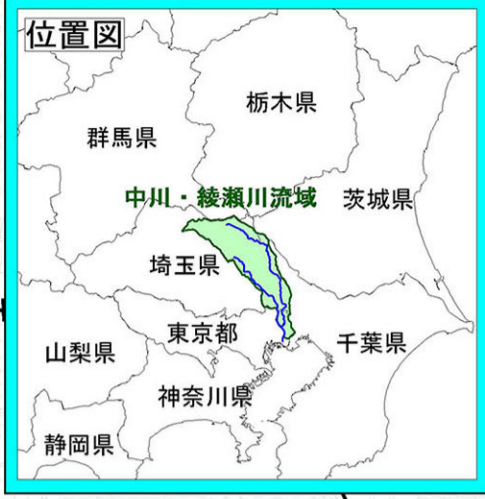 位置図
栃木県
群馬県
中川・綾瀬川流域
茨城県
埼玉県
東京都
千葉県
山梨県
神奈川県
静岡県